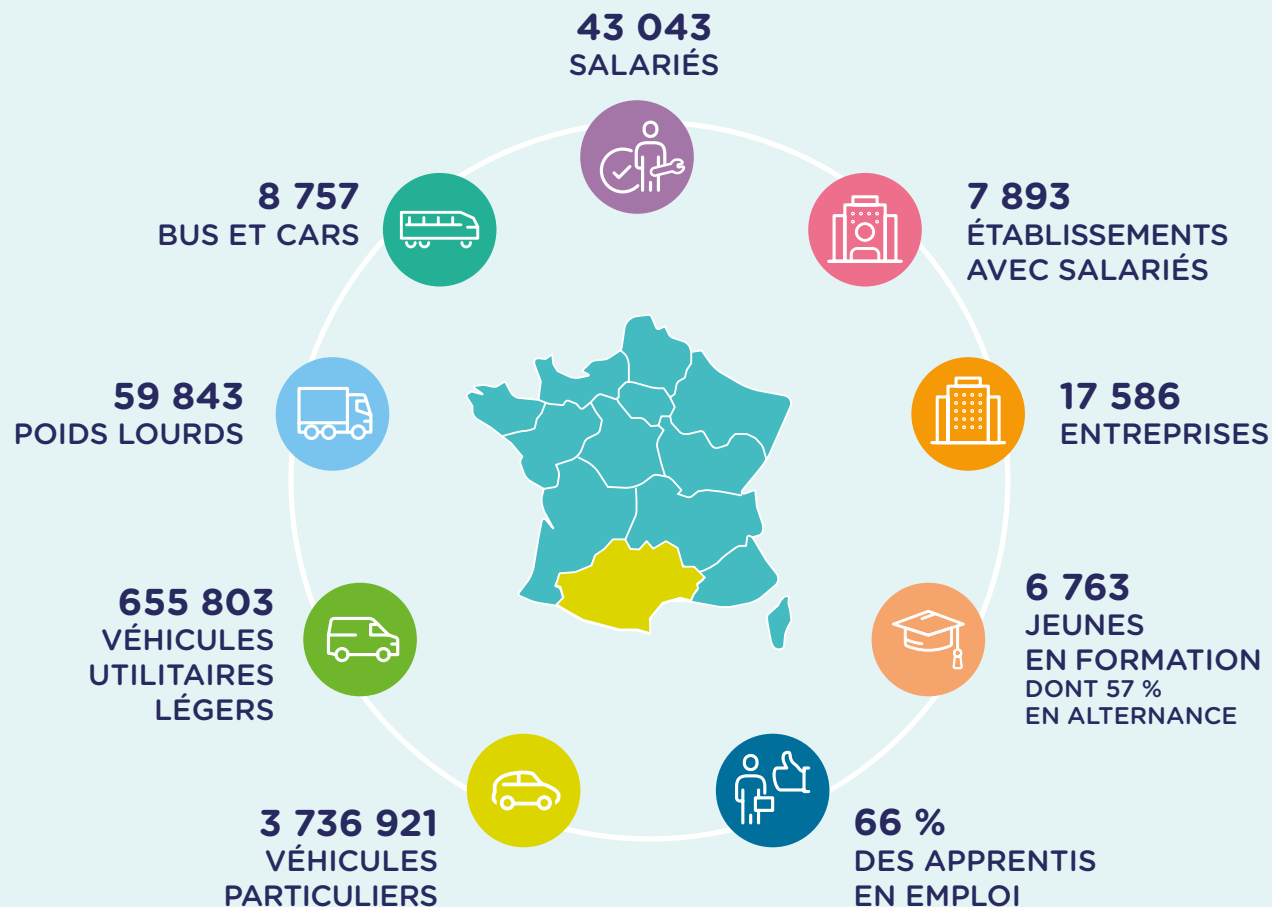 43 043
SALARIÉS
7 893
ÉTABLISSEMENTS
AVEC SALARIÉS
17 586
ENTREPRISES
6 763
JEUNES
EN FORMATION
DONT 57 %
EN ALTERNANCE
66 %
DES APPRENTIS
EN EMPLOI
3 736 921
VÉHICULES
PARTICULIERS
655 803
VÉHICULES
UTILITAIRES
LÉGERS
59 843
POIDS LOURDS
8 757
BUS ET CARS